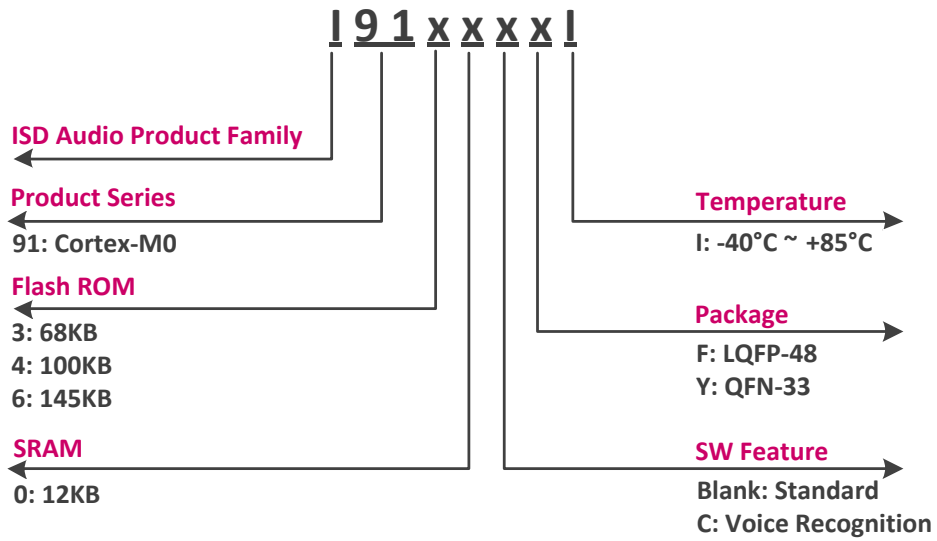 I 9 1 x x x x I
ISD Audio Product Family
Product Series
91: Cortex-M0
Flash ROM
3: 68KB
4: 100KB
6: 145KB
SRAM
0: 12KB
Temperature
I: -40°C ~ +85°C
Package
F: LQFP-48
Y: QFN-33
SW Feature
Blank: Standard
C: Voice Recognition